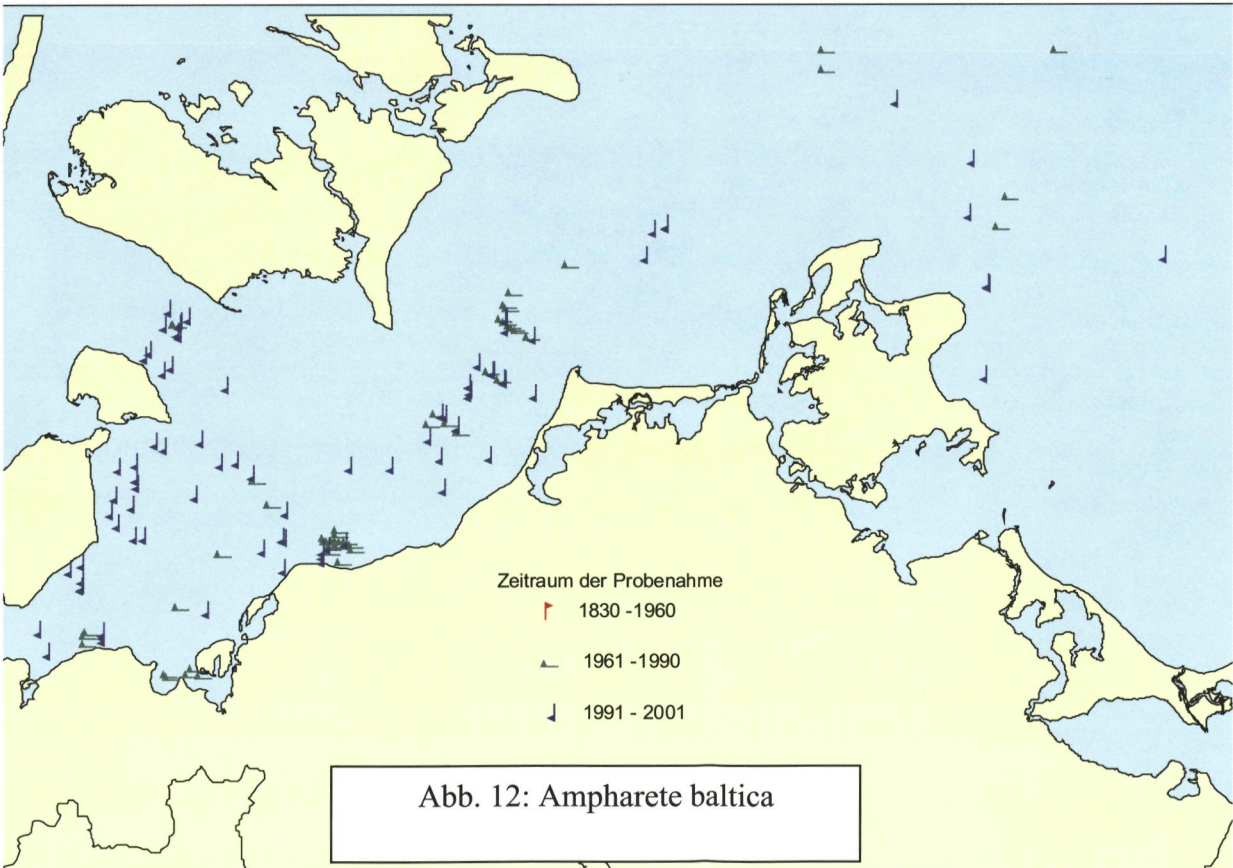 Zeitraum der Probenahme
1830 -1960
1961 -1990
1991 - 2001
Abb. 12: Ampharete baltica